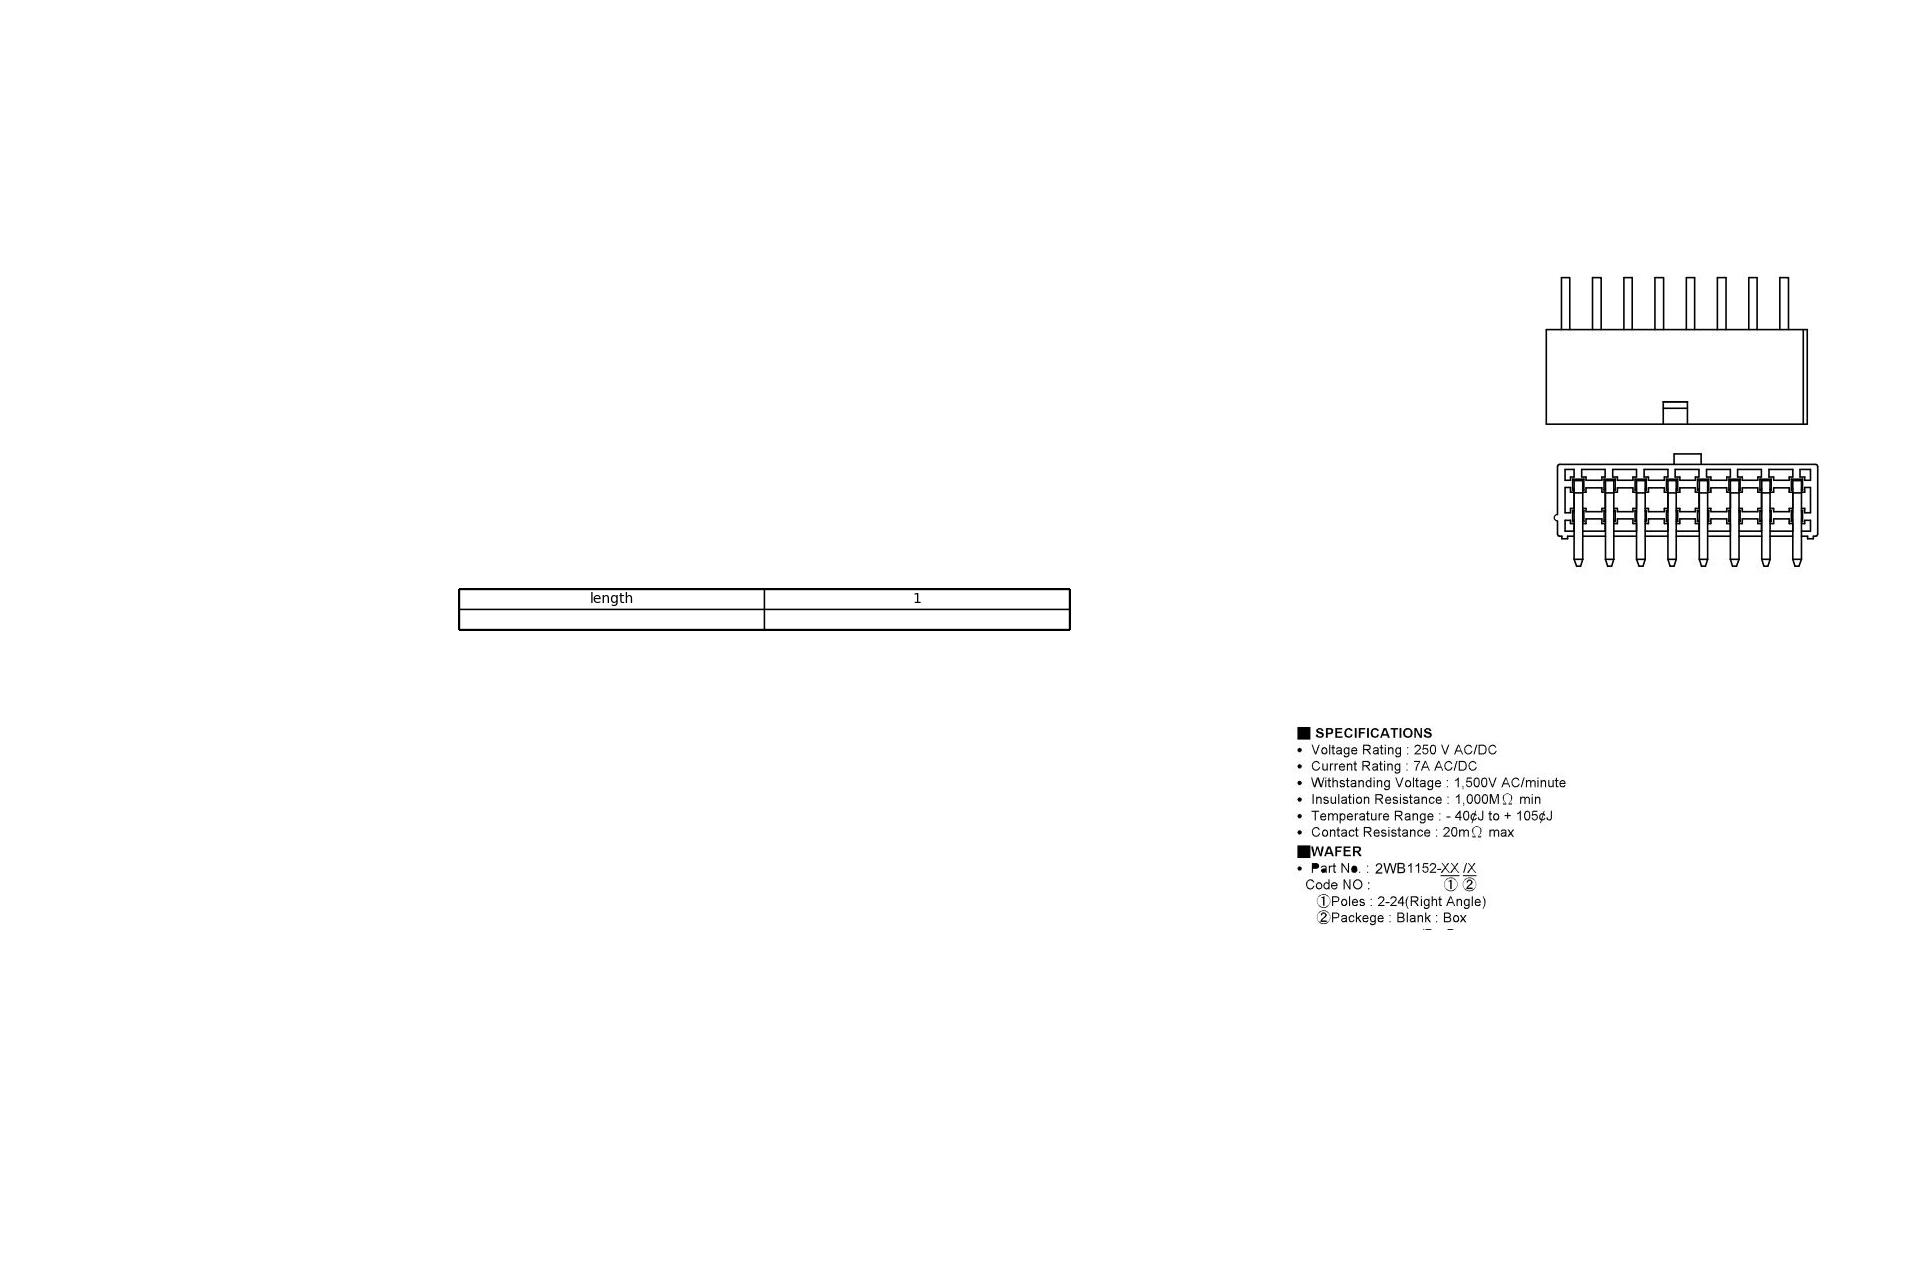 length 1
■ SPECIFICATIONS
• Voltage Rating : 250 V AC/DC
• Current Rating : 7A AC/DC
• Withstanding Voltage : 1,500V AC/minute
• Insulation Resistance : 1,000MΩ min
• Temperature Range : - 40¢J to + 105¢J
• Contact Resistance : 20mΩ max
■WAFER
• Part No. : 2WB1152-XX /X
Code NO : ① ②
①Poles : 2-24(Right Angle)
②Packege : Blank : Box